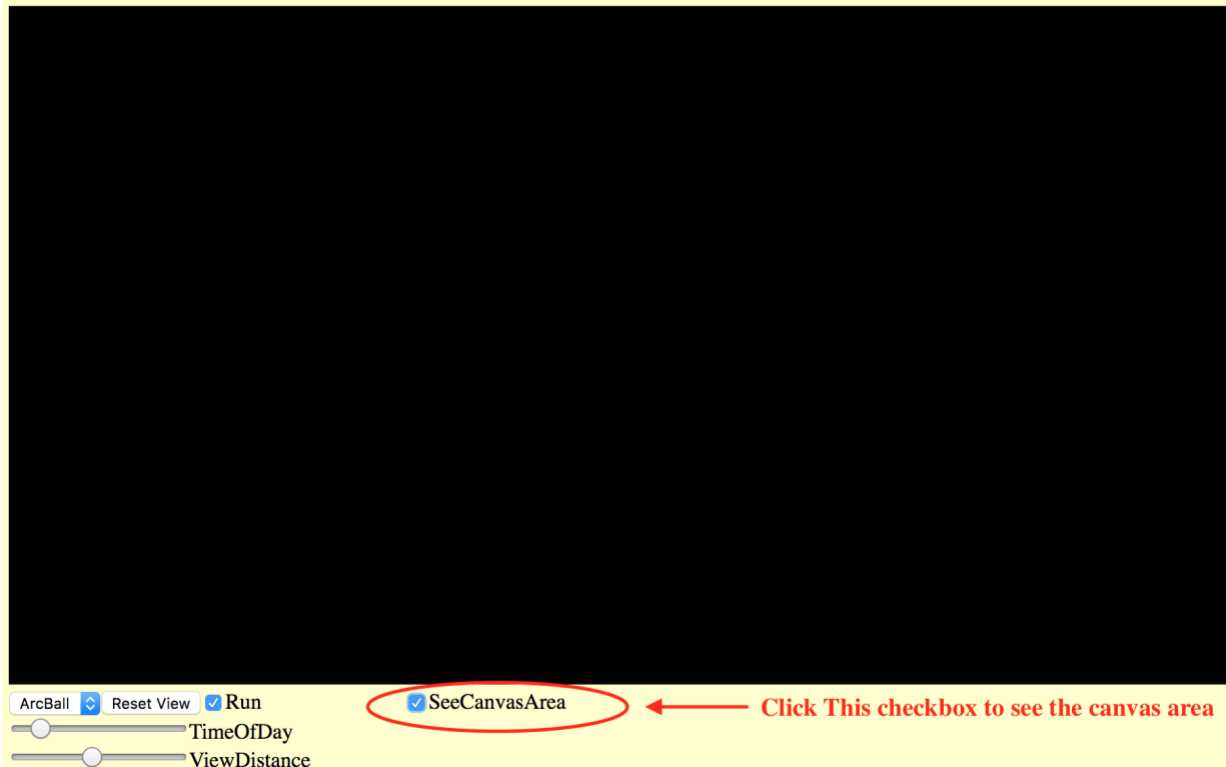 ArcBall Reset View Run SeeCanvasArea Click This checkbox to see the canvas area
TimeOfDay
ViewDistance